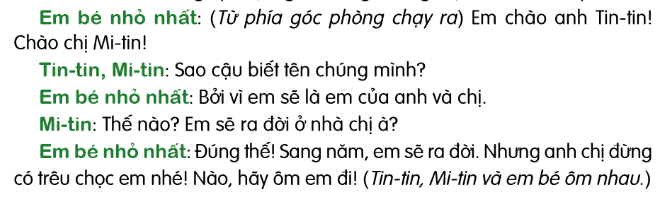 Em bé nhỏ nhất: (Từ phía góc phòng chạy ra) Em chào anh Tin-tin!
Chào chị Mi-tin!
Tin-tin, Mi-tin: Sao cậu biết tên chúng mình?
Em bé nhỏ nhất: Bởi vì em sẽ là em của anh và chị.
Mi-tin: Thế nào? Em sẽ ra đời ở nhà chị à?
Em bé nhỏ nhất: Đúng thế! Sang năm, em sẽ ra đời. Nhưng anh chị đừng
có trêu chọc em nhé! Nào, hãy ôm em đi! (Tin-tin, Mi-tin và em bé ôm nhau.)